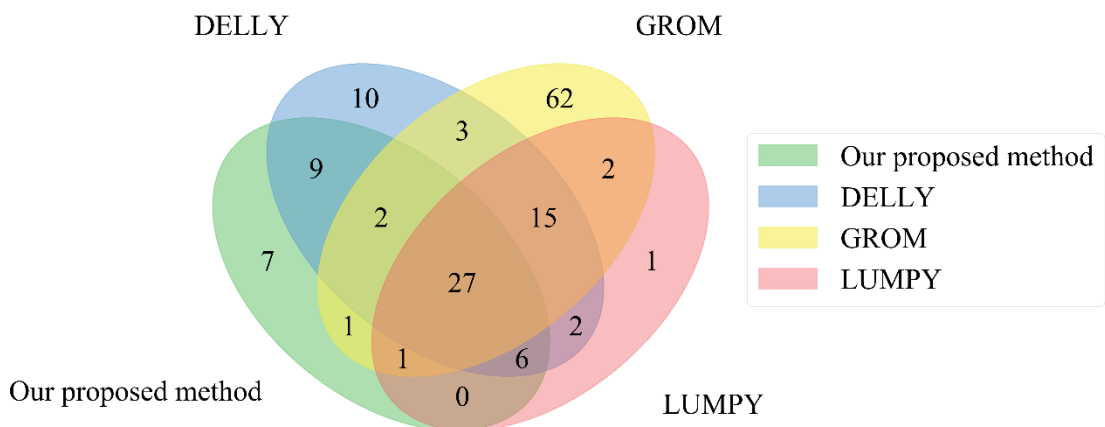 DELLY
GROM
10
62
3
9
2
Our proposed method
DELLY
2
15
GROM
7
27
1
LUMPY
1
2
1
6
Our proposed method
0
LUMPY